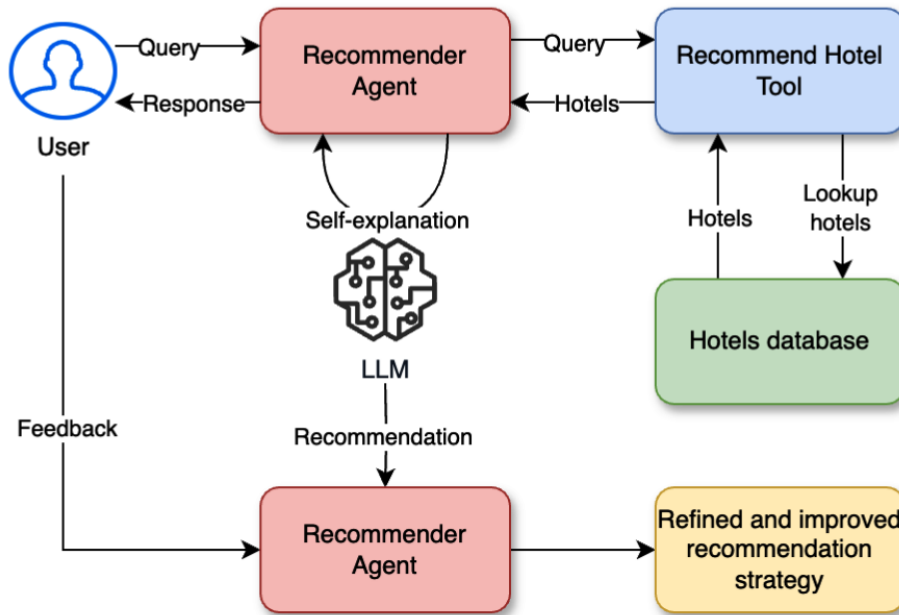 Query
Recommender
Agent
Query
Recommend Hotel
Tool
Response
Hotels
User
Self-explanation
Hotels
Lookup
hotels
LLM
Hotels database
Feedback
Recommendation
Recommender
Agent
Refined and improved
recommendation
strategy